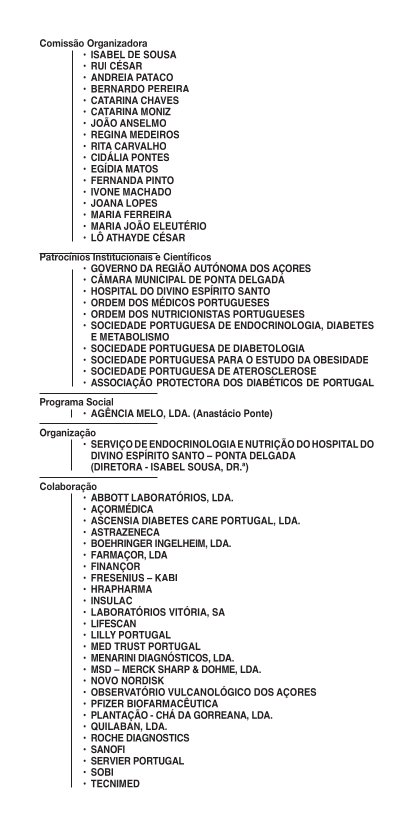 Comissão Organizadora
• ISABEL DE SOUSA
• RUI CÉSAR
• ANDREIA PATACO
• BERNARDO PEREIRA
• CATARINA CHAVES
• CATARINA MONIZ
• JOÃO ANSELMO
• REGINA MEDEIROS
• RITA CARVALHO
• CIDÁLIA PONTES
• EGÍDIA MATOS
• FERNANDA PINTO
• IVONE MACHADO
• JOANA LOPES
• MARIA FERREIRA
• MARIA JOÃO ELEUTÉRIO
• LÔ ATHAYDE CÉSAR
Patrocínios Institucionais e Científicos
• GOVERNO DA REGIÃO AUTÓNOMA DOS AÇORES
• CÂMARA MUNICIPAL DE PONTA DELGADA
• HOSPITAL DO DIVINO ESPÍRITO SANTO
• ORDEM DOS MÉDICOS PORTUGUESES
• ORDEM DOS NUTRICIONISTAS PORTUGUESES
• SOCIEDADE PORTUGUESA DE ENDOCRINOLOGIA, DIABETES
E METABOLISMO
• SOCIEDADE PORTUGUESA DE DIABETOLOGIA
• SOCIEDADE PORTUGUESA PARA O ESTUDO DA OBESIDADE
• SOCIEDADE PORTUGUESA DE ATEROSCLEROSE
• ASSOCIAÇÃO PROTECTORA DOS DIABÉTICOS DE PORTUGAL
Programa Social
• AGÊNCIA MELO, LDA. (Anastácio Ponte)
Organização
• SERVIÇO DE ENDOCRINOLOGIA E NUTRIÇÃO DO HOSPITAL DO
DIVINO ESPÍRITO SANTO – PONTA DELGADA
(DIRETORA - ISABEL SOUSA, DR.ª)
Colaboração
• ABBOTT LABORATÓRIOS, LDA.
• AÇORMÉDICA
• ASCENSIA DIABETES CARE PORTUGAL, LDA.
• ASTRAZENECA
• BOEHRINGER INGELHEIM, LDA.
• FARMAÇOR, LDA
• FINANÇOR
• FRESENIUS – KABI
• HRAPHARMA
• INSULAC
• LABORATÓRIOS VITÓRIA, SA
• LIFESCAN
• LILLY PORTUGAL
• MED TRUST PORTUGAL
• MENARINI DIAGNÓSTICOS, LDA.
• MSD – MERCK SHARP & DOHME, LDA.
• NOVO NORDISK
• OBSERVATÓRIO VULCANOLÓGICO DOS AÇORES
• PFIZER BIOFARMACÊUTICA
• PLANTAÇÃO - CHÁ DA GORREANA, LDA.
• QUILABAN, LDA.
• ROCHE DIAGNOSTICS
• SANOFI
• SERVIER PORTUGAL
• SOBI
• TECNIMED